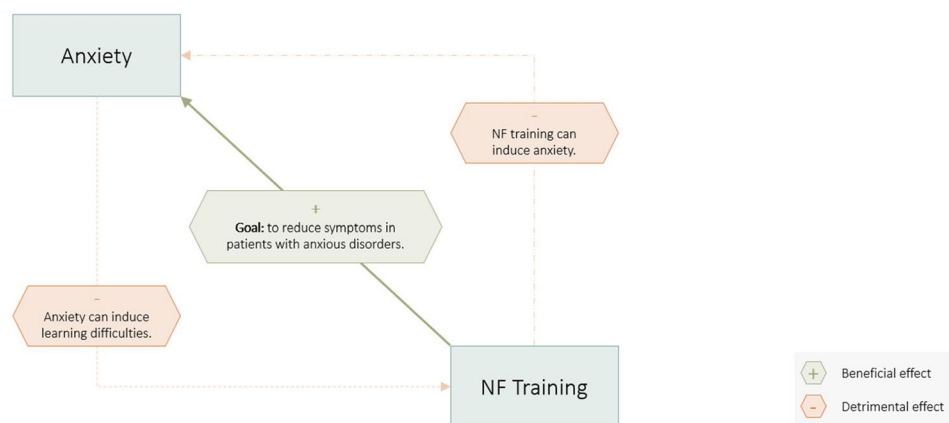 Anxiety
-
NF training can
induce anxiety.
+
Goal: to reduce symptoms in
patients with anxious disorders.
-
Anxiety can induce
learning difficulties.
NF Training
+ Beneficial effect
- Detrimental effect